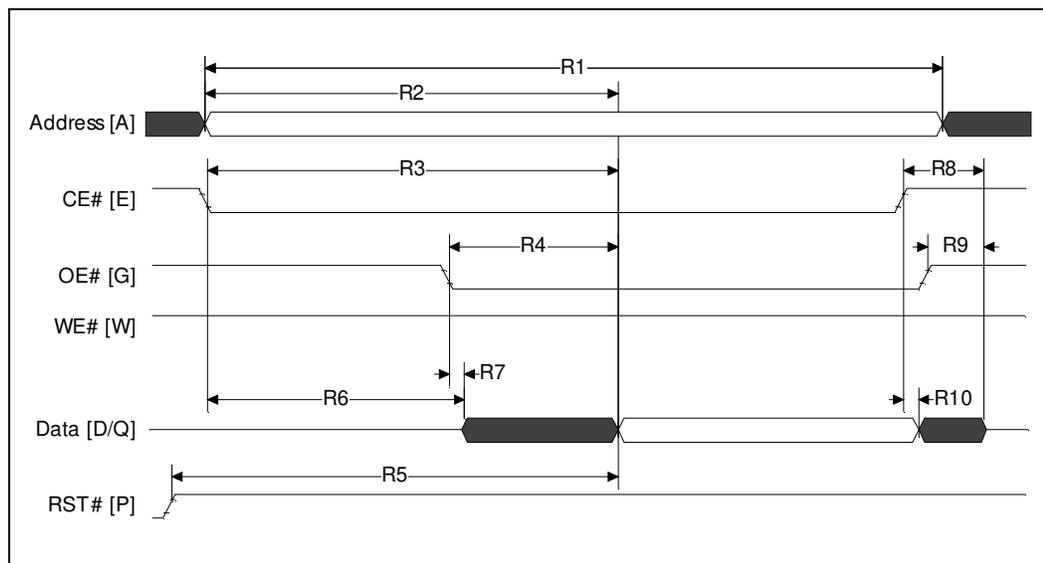 R1
R2
Address [A]
R3
R8
CE# [E]
R4
R9
OE# [G]
WE# [W]
R7
R6
R10
Data [D/Q]
R5
RST# [P]